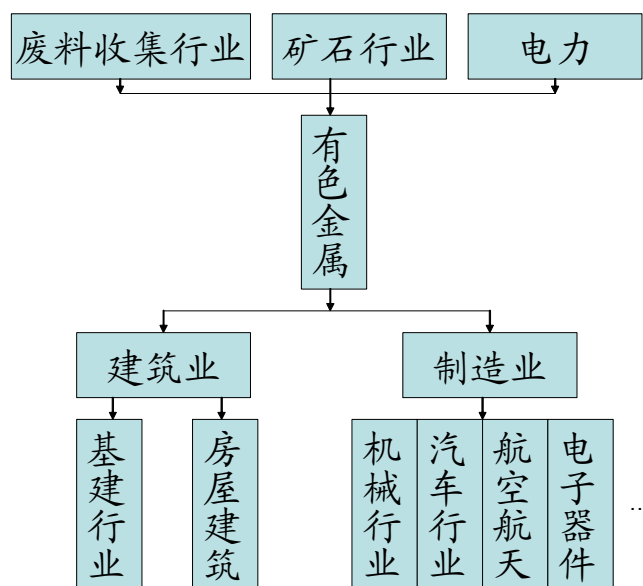 废料收集行业
矿石行业
电力
有色金属
建筑业
制造业
基建行业
房屋建筑
机械行业
汽车行业
航空航天
电子器件
…